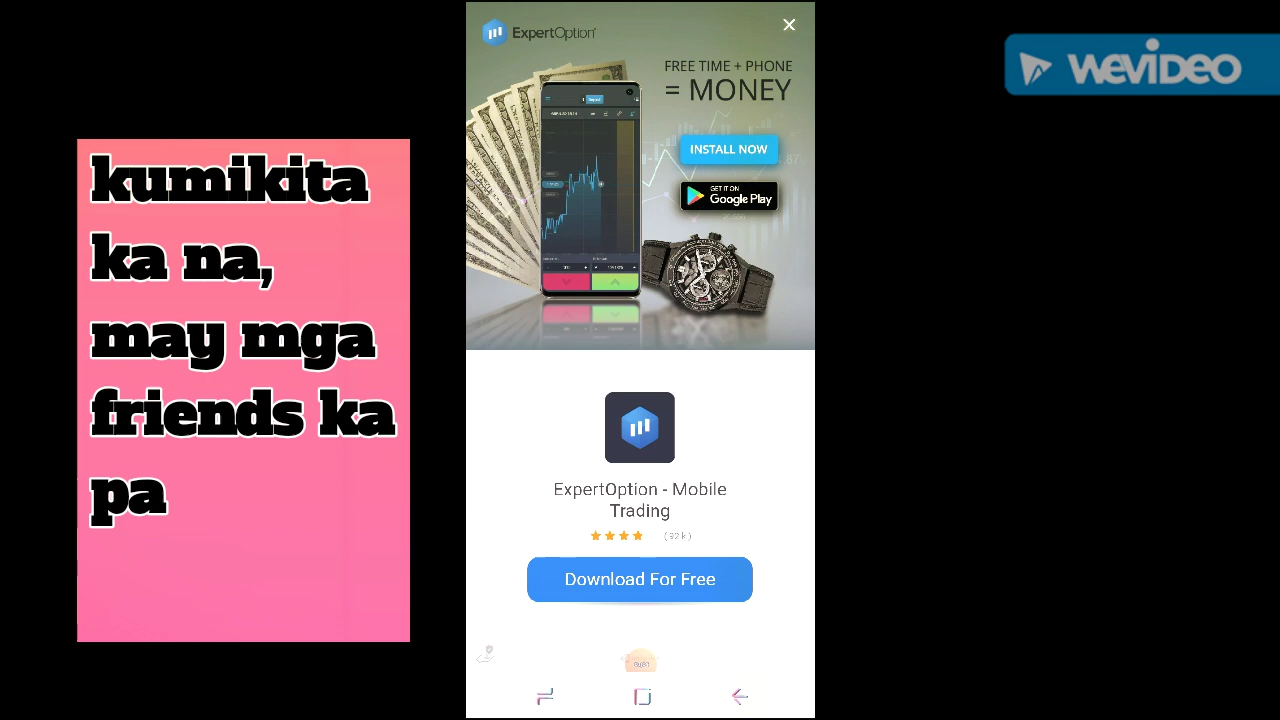 kumikita
ka na,
may mga
friends ka
pa
ExpertOption
FREE TIME + PHONE
= MONEY
INSTALL NOW
GET IT ON
Google Play
ExpertOption - Mobile
Trading
(92k)
Download For Free
WEVIDEO